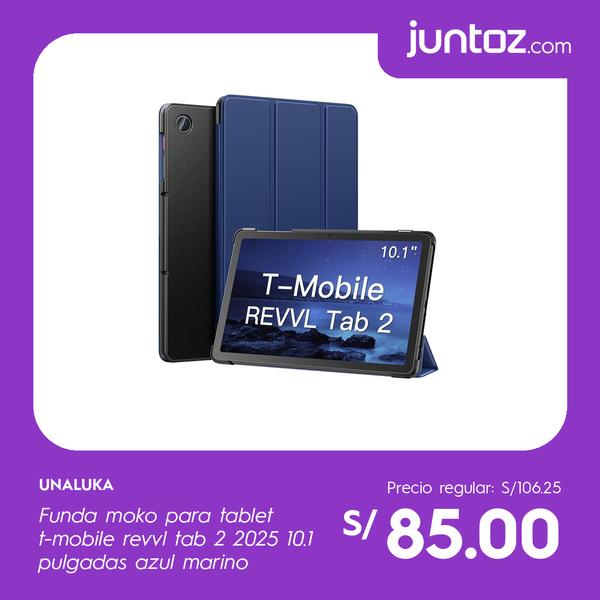 juntoz.com
10.1"
T-Mobile
REVVL Tab 2
UNALUKA
Funda moko para tablet
t-mobile revvl tab 2 2025 10.1
pulgadas azul marino
Precio regular: S/106.25
S/ 85.00